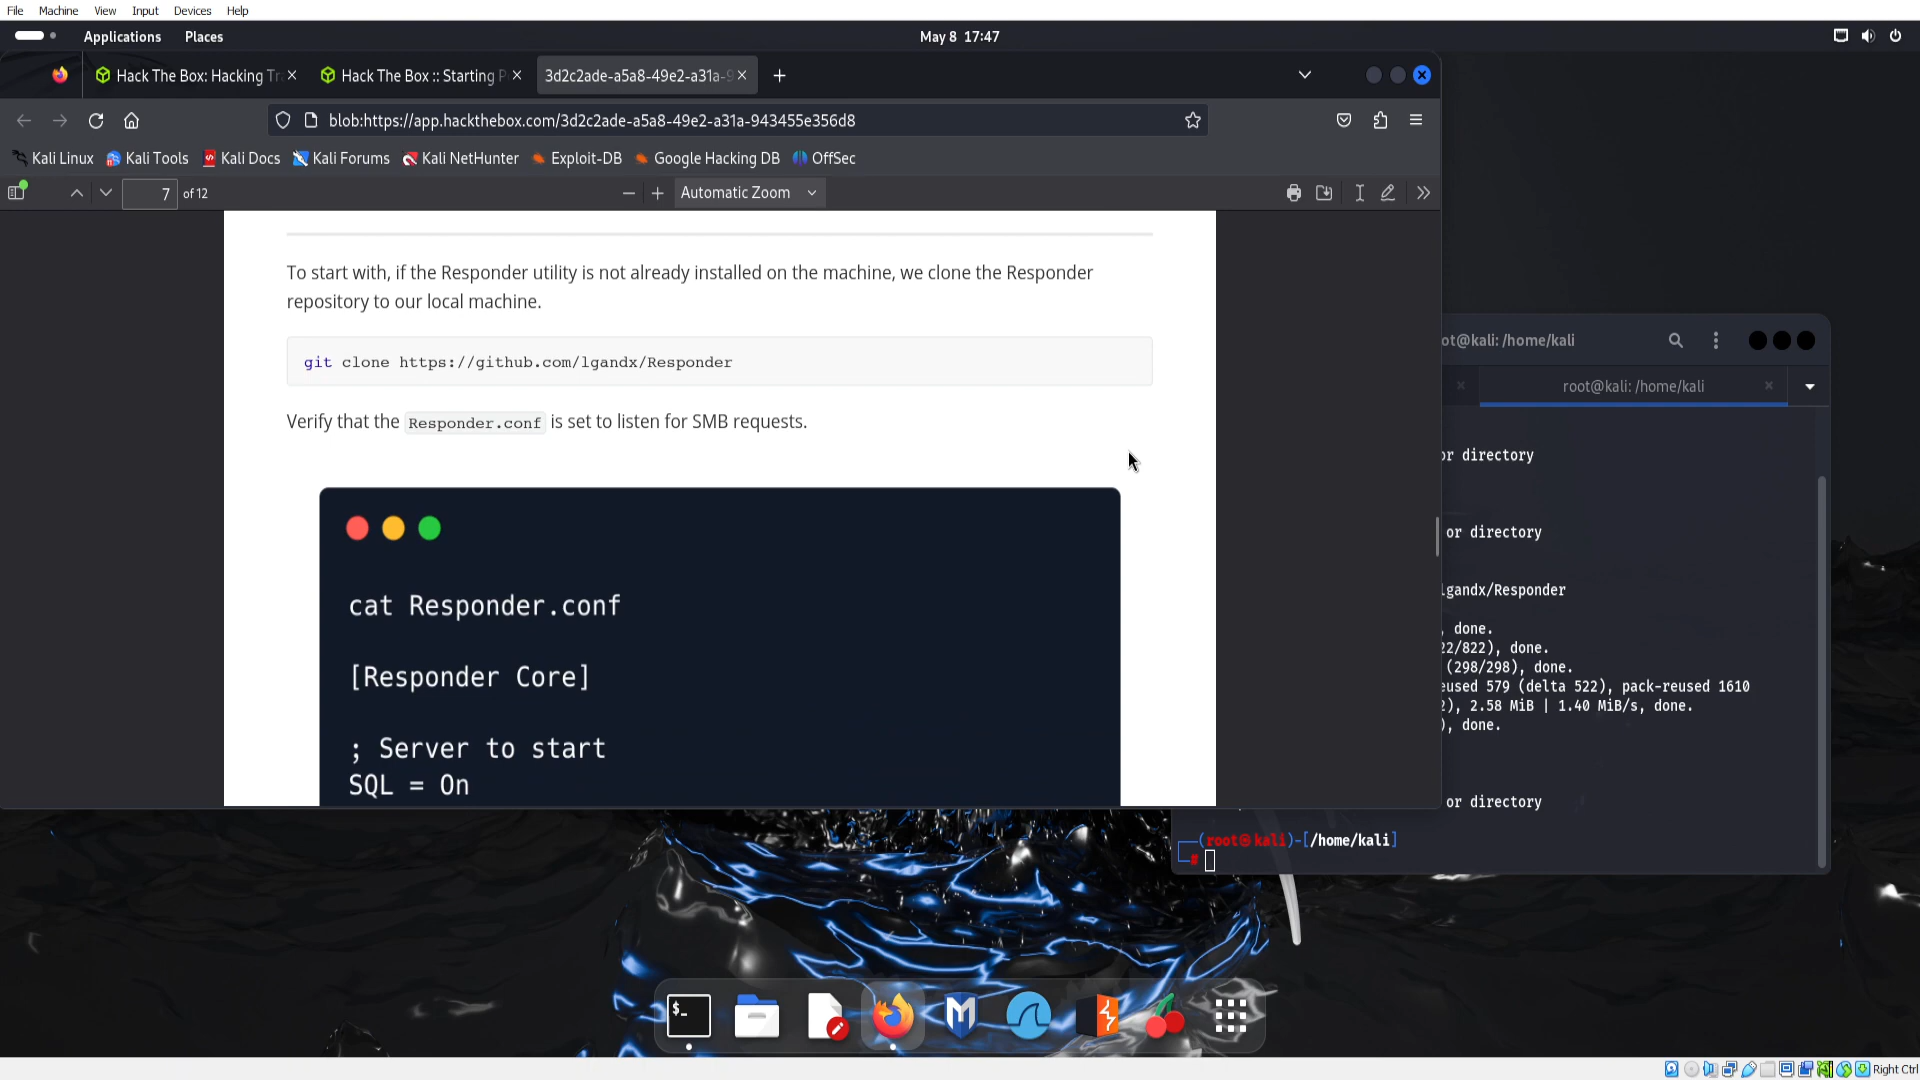 File Machine View Input Devices Help
Applications Places May 8 17:47
Hack The Box: Hacking Tr
Hack The Box :: Starting P
3d2c2ade-a5a8-49e2-a31a-9
blob:https://app.hackthebox.com/3d2c2ade-a5a8-49e2-a31a-943455e356d8
Kali Linux Kali Tools Kali Docs Kali Forums Kali NetHunter Exploit-DB Google Hacking DB OffSec
7 of 12 Automatic Zoom
To start with, if the Responder utility is not already installed on the machine, we clone the Responder
repository to our local machine.
git clone https://github.com/lgandx/Responder
Verify that the Responder.conf is set to listen for SMB requests.
cat Responder.conf
[Responder Core]
; Server to start
SQL = On
ot@kali: /home/kali
root@kali: /home/kali
or directory
or directory
lgandx/Responder
, done.
22/822), done.
(298/298), done.
eused 579 (delta 522), pack-reused 1610
2), 2.58 MiB | 1.40 MiB/s, done.
), done.
or directory
(root㉿kali)-[/home/kali]
#
$_
Right Ctrl